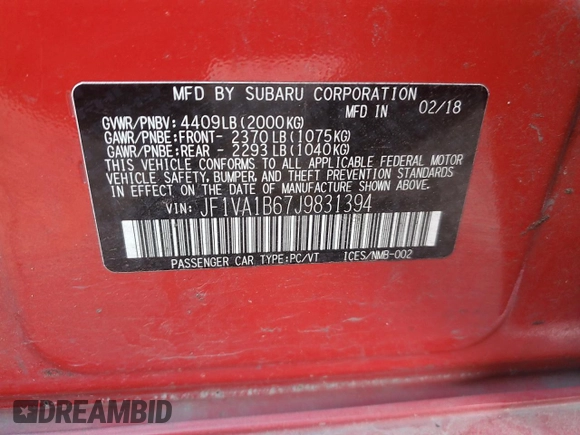 MFD BY SUBARU CORPORATION
MFD IN 02/18
GVWR/PNBV: 4409LB(2000KG)
GAWR/PNBE:FRONT- 2370LB(1075KG)
GAWR/PNBE:REAR - 2293LB(1040KG)
THIS VEHICLE CONFORMS TO ALL APPLICABLE FEDERAL MOTOR
VEHICLE SAFETY, BUMPER, AND THEFT PREVENTION STANDARDS
IN EFFECT ON THE DATE OF MANUFACTURE SHOWN ABOVE.
VIN: JF1VA1B67J9831394
PASSENGER CAR TYPE:PC/VT ICES/NMB-002
DREAMBID